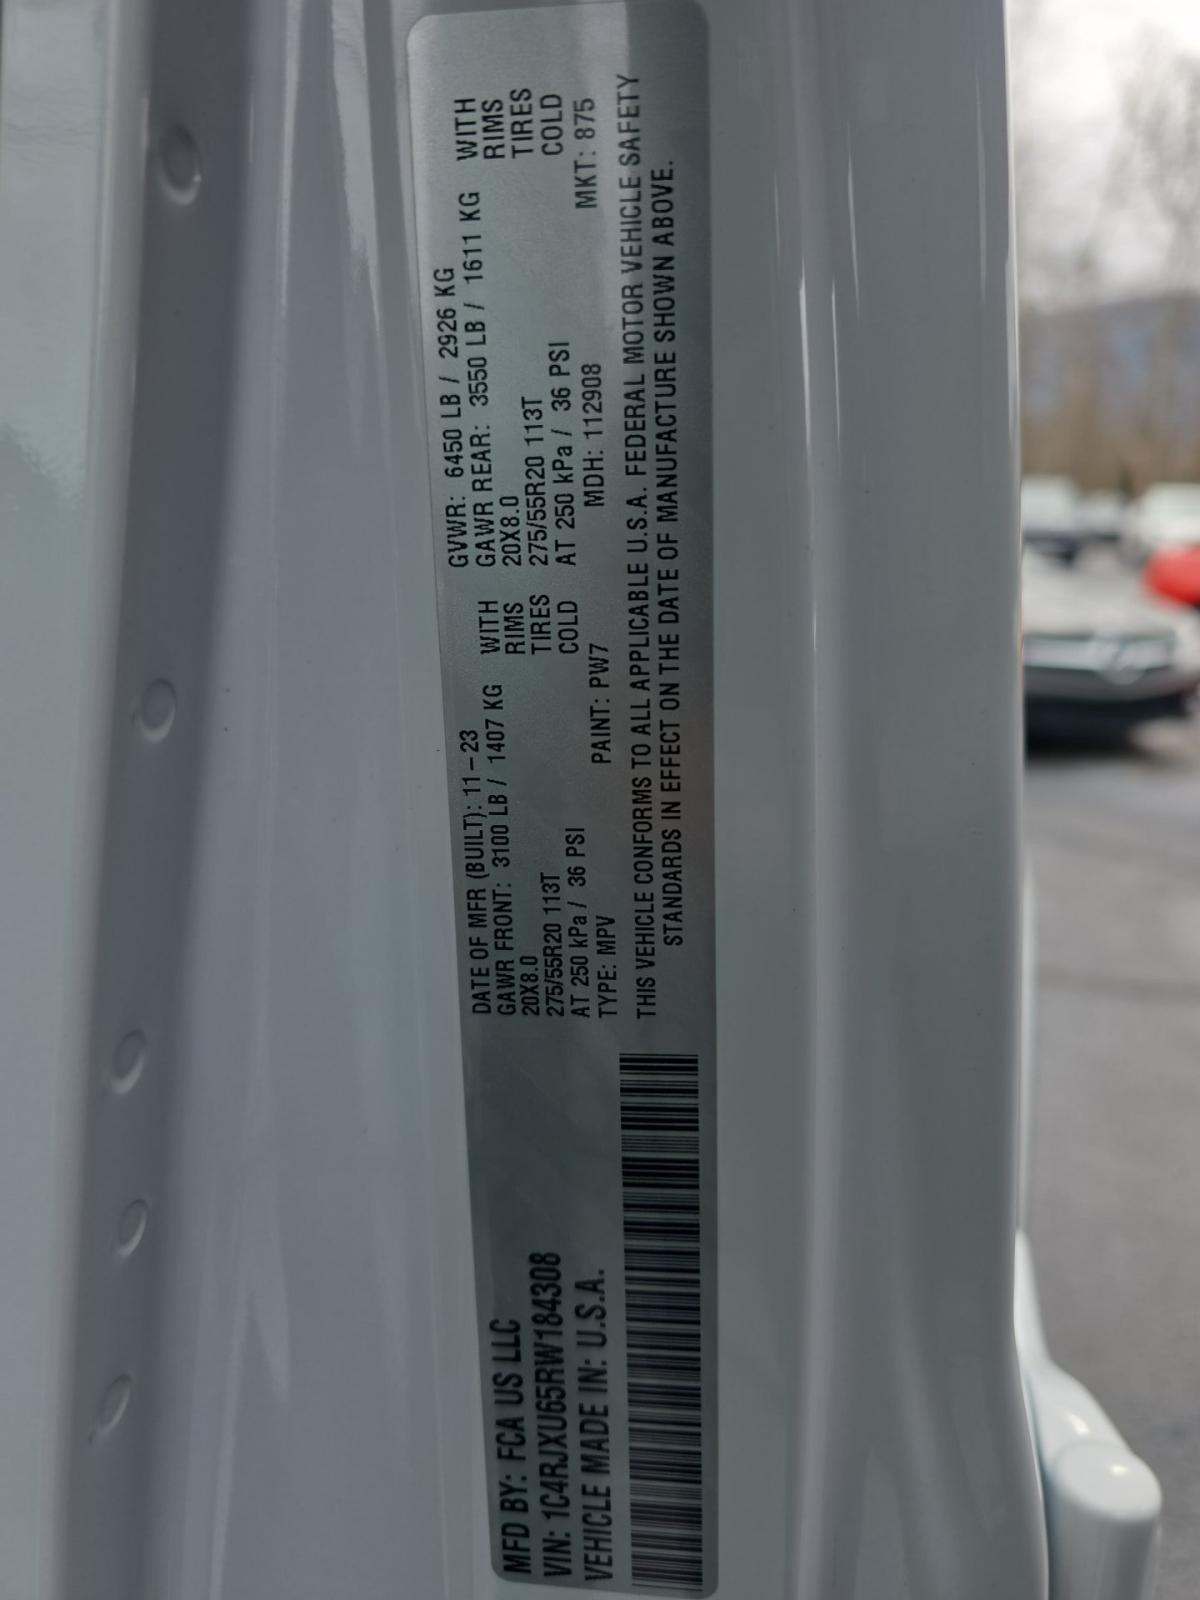 MFD BY: FCA US LLC
VIN: 1C4RJXU65RW184308
VEHICLE MADE IN: U.S.A.
DATE OF MFR (BUILT): 11-23 GVWR: 6450 LB / 2926 KG
GAWR FRONT: 3100 LB / 1407 KG WITH GAWR REAR: 3550 LB / 1611 KG WITH
20X8.0 RIMS 20X8.0 RIMS
275/55R20 113T TIRES 275/55R20 113T TIRES
AT 250 kPa / 36 PSI COLD AT 250 kPa / 36 PSI COLD
TYPE: MPV PAINT: PW7 MDH: 112908 MKT: 875
THIS VEHICLE CONFORMS TO ALL APPLICABLE U.S.A. FEDERAL MOTOR VEHICLE SAFETY
STANDARDS IN EFFECT ON THE DATE OF MANUFACTURE SHOWN ABOVE.